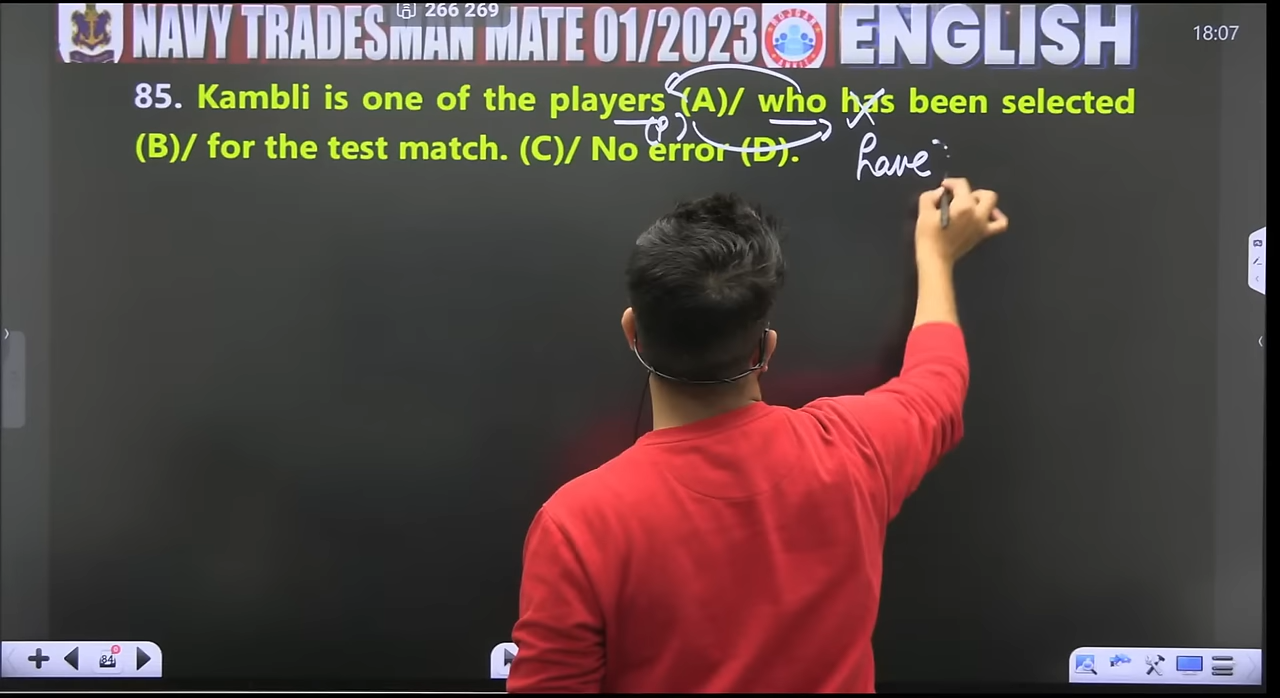 266 269
NAVY TRADESMAN MATE 01/2023 ENGLISH
18:07
85. Kambli is one of the players (A)/ who has been selected
(P)
(B)/ for the test match. (C)/ No error (D).
have
84